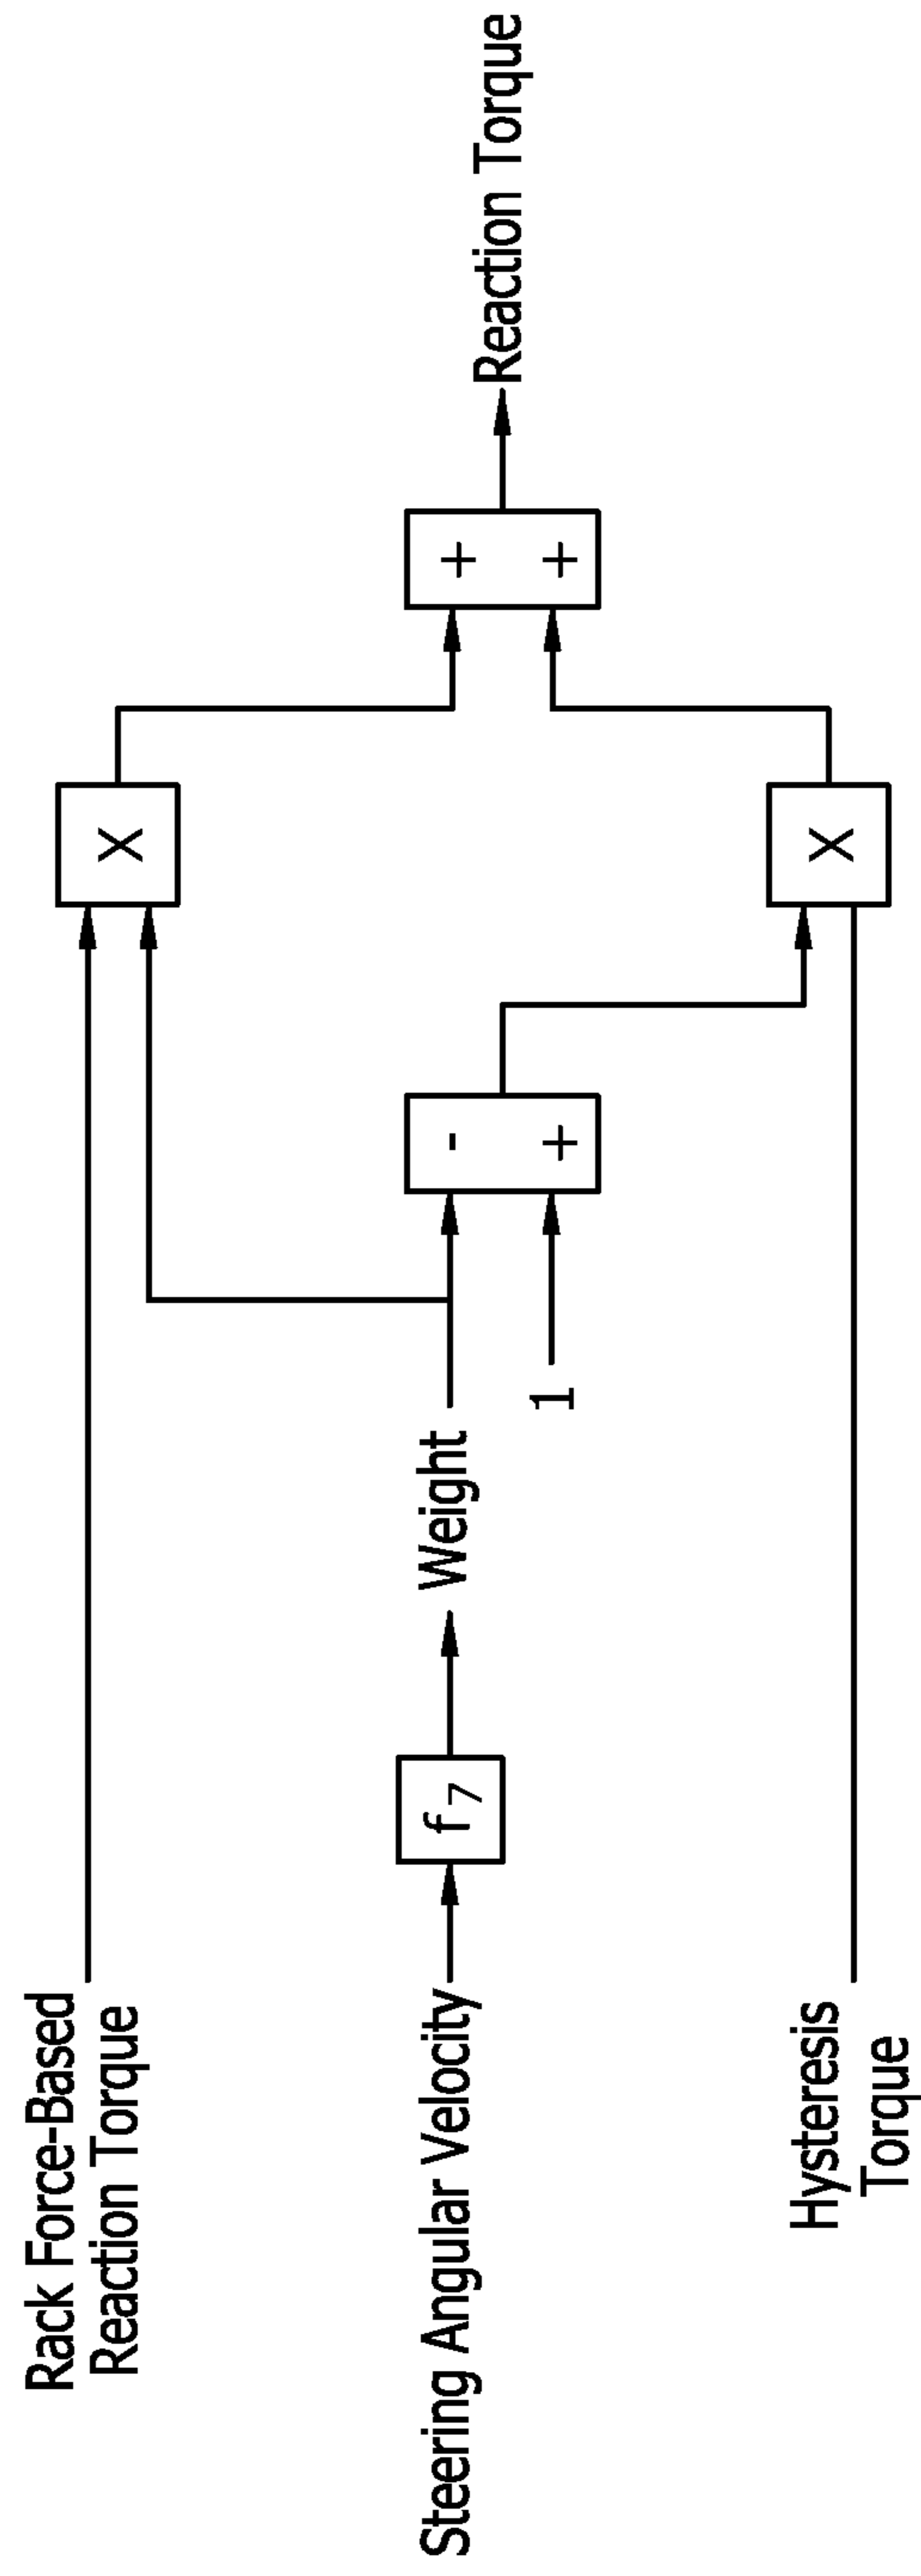 Rack Force-Based
Reaction Torque
X
Steering Angular Velocity
f₇
Weight
-
+
1
+
+
Reaction Torque
Hysteresis
Torque
X